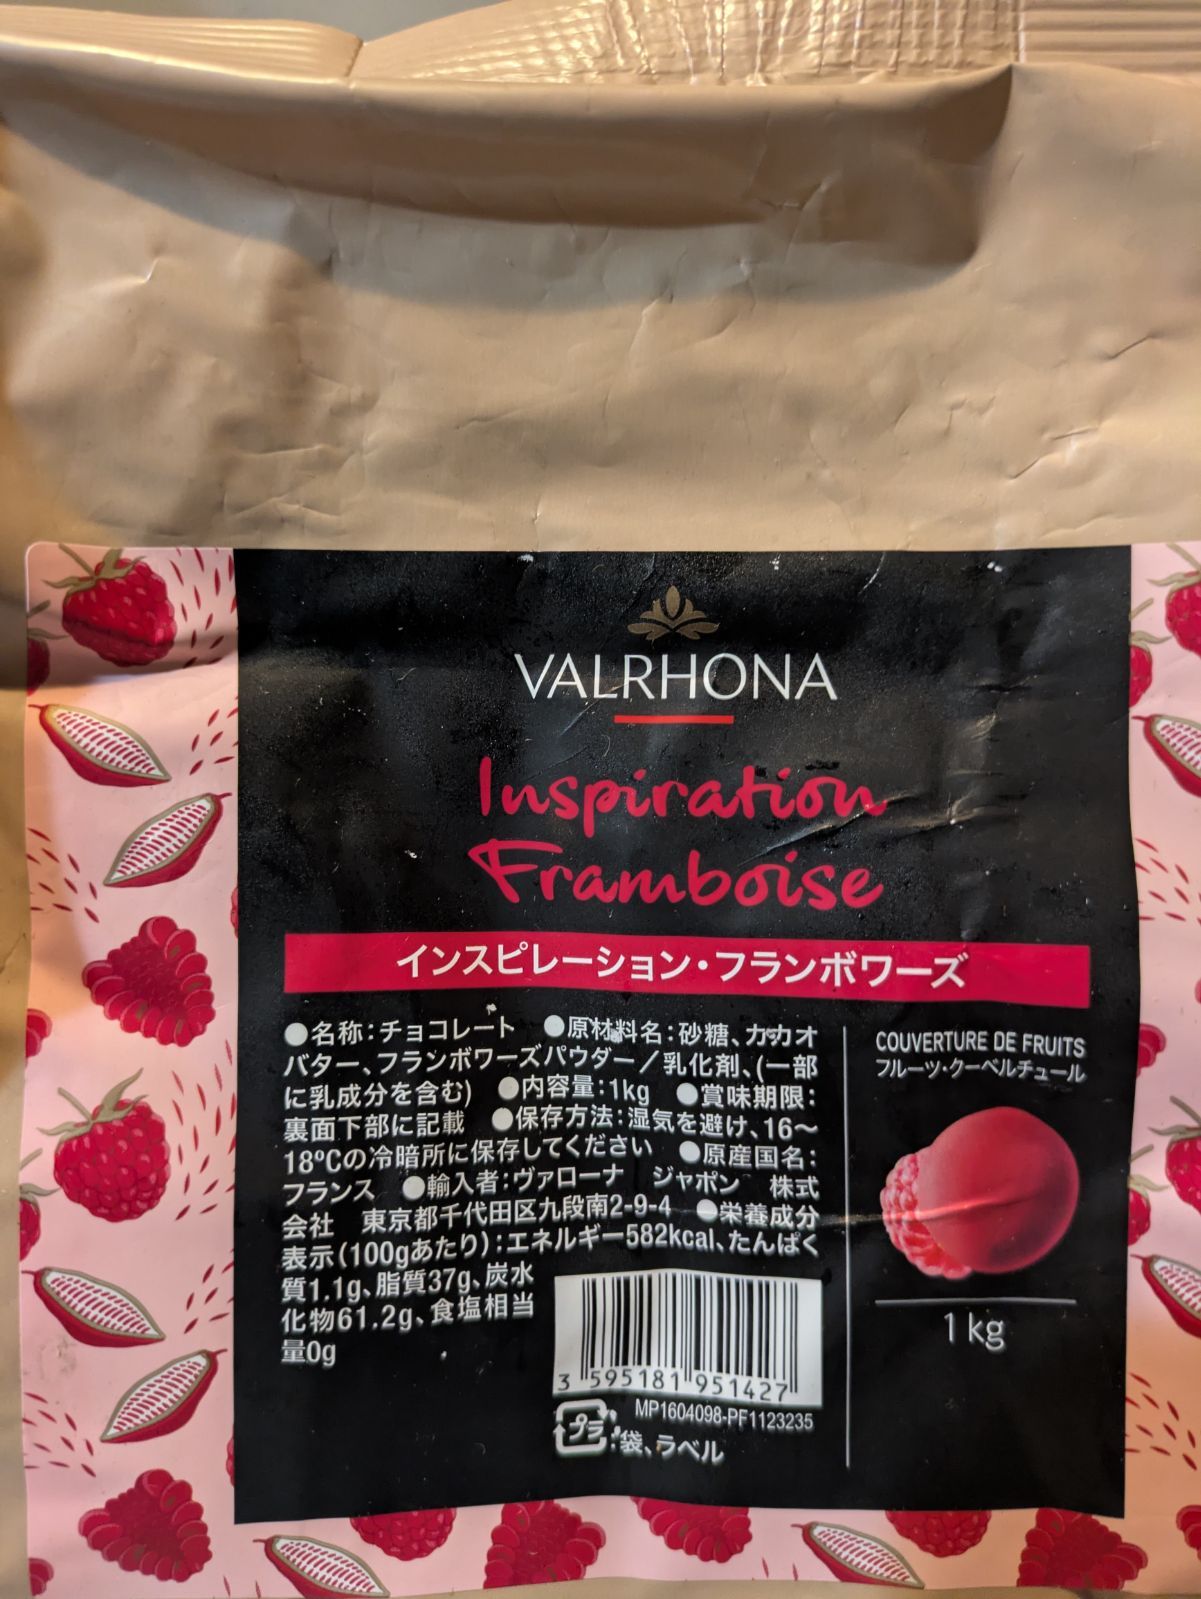 VALRHONA
Inspiration
Framboise
インスピレーション・フランボワーズ
●名称：チョコレート ●原材料名：砂糖、カカオ
バター、フランボワーズパウダー／乳化剤、(一部
に乳成分を含む) ●内容量：1kg ●賞味期限：
裏面下部に記載 ●保存方法：湿気を避け、16〜
18℃の冷暗所に保存してください ●原産国名：
フランス ●輸入者：ヴァローナ ジャポン 株式
会社 東京都千代田区九段南2-9-4 ●栄養成分
表示(100gあたり)：エネルギー582kcal、たんぱく
質1.1g、脂質37g、炭水
化物61.2g、食塩相当
量0g
3 595181 951427
MP1604098-PF1123235
プラ：袋、ラベル
COUVERTURE DE FRUITS
フルーツ・クーベルチュール
1 kg